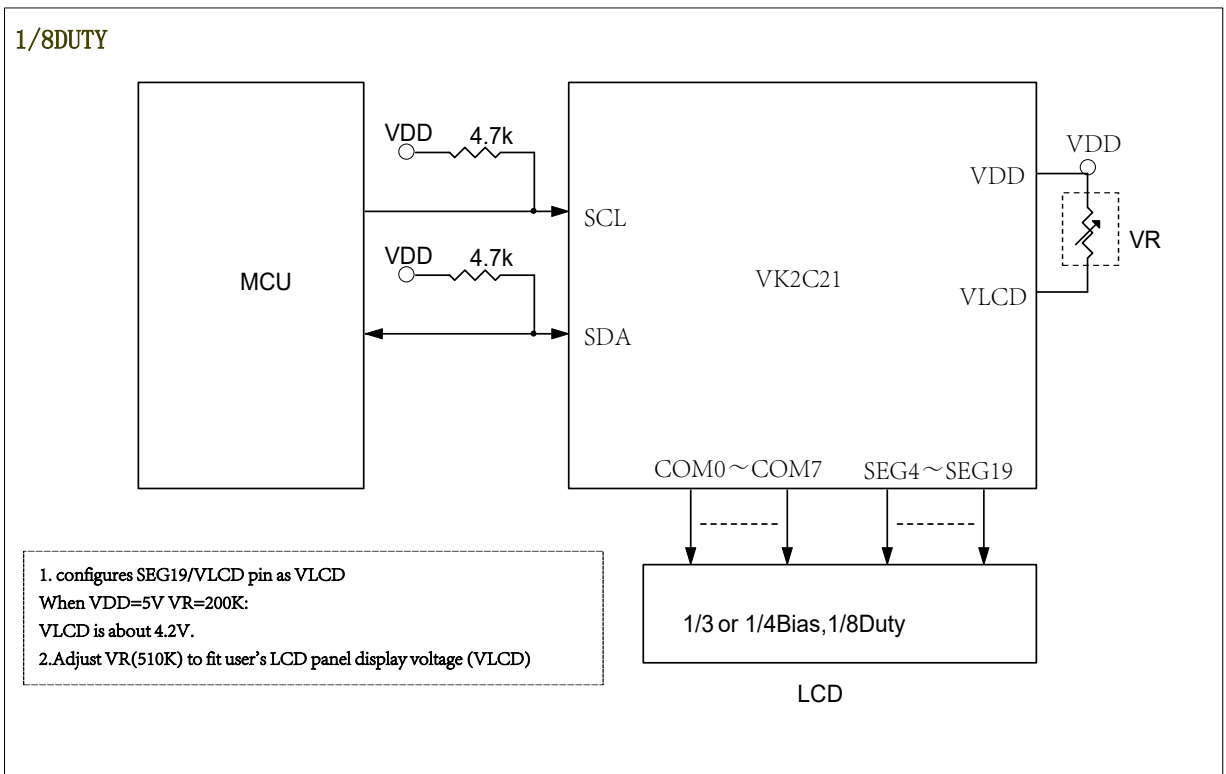 1/8DUTY
VDD
4.7k
VDD
VDD
SCL
VR
VDD
4.7k
MCU
VK2C21
VLCD
SDA
COM0～COM7
SEG4～SEG19
1. configures SEG19/VLCD pin as VLCD
When VDD=5V VR=200K:
VLCD is about 4.2V.
2.Adjust VR(510K) to fit user's LCD panel display voltage (VLCD)
1/3 or 1/4Bias,1/8Duty
LCD